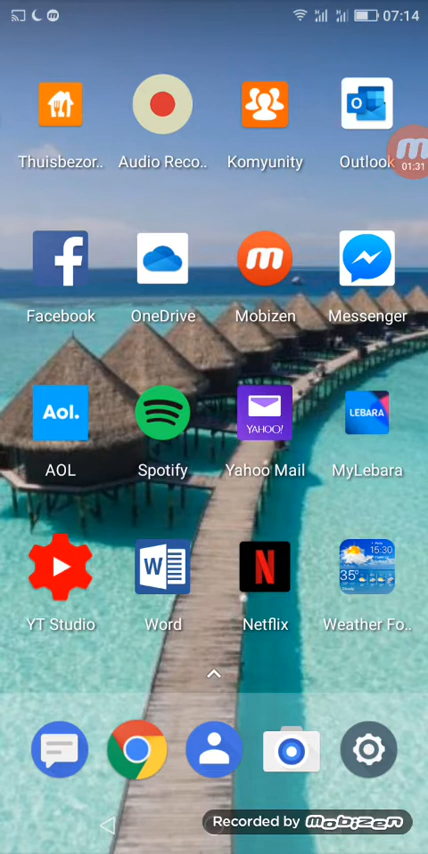 07:14
Thuisbezor..
Audio Reco..
Komyunity
Outlook
01:31
Facebook
OneDrive
Mobizen
Messenger
Aol.
YAHOO!
LEBARA
AOL
Spotify
Yahoo Mail
MyLebara
W
N
15:30
35°
YT Studio
Word
Netflix
Weather Fo..
Recorded by mobizen